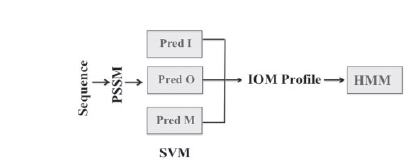 Sequence
PSSM
Pred I
Pred O
Pred M
SVM
IOM Profile
HMM